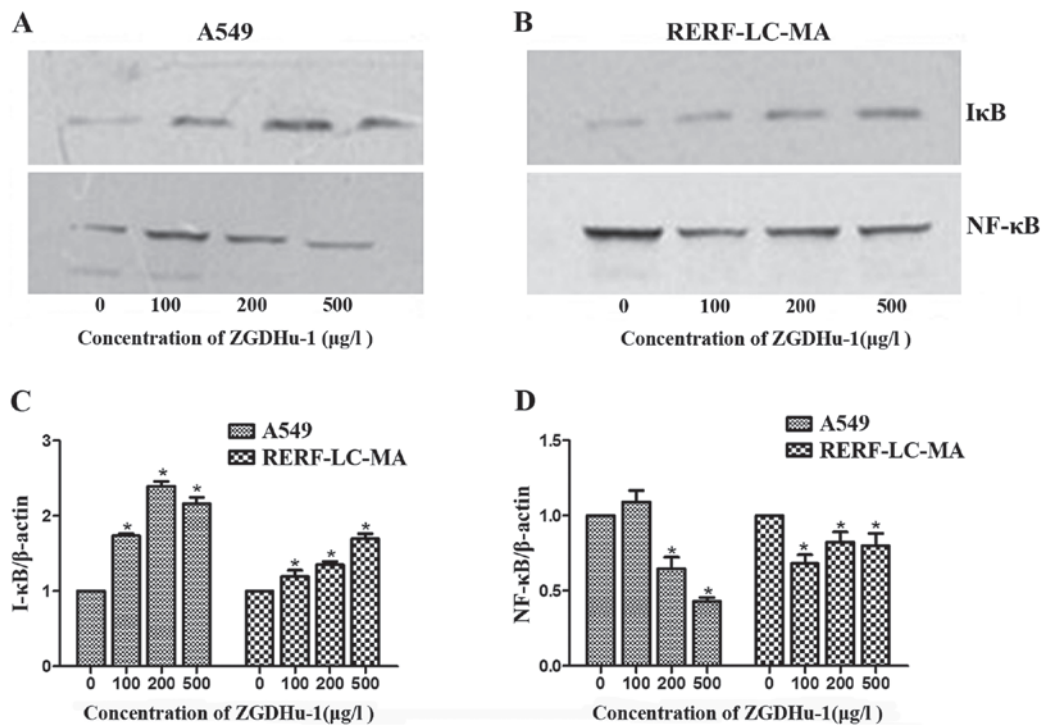 A
A549
B
RERF-LC-MA
IκB
NF-κB
0 100 200 500
0 100 200 500
Concentration of ZGDHu-1 (μg/l )
Concentration of ZGDHu-1(μg/l )
C
A549
RERF-LC-MA
3
2
1
0
I-κB/β-actin
* * * * * *
0 100 200 500 0 100 200 500
Concentration of ZGDHu-1(μg/l )
D
A549
RERF-LC-MA
1.5
1.0
0.5
0.0
NF-κB/β-actin
* * * * *
0 100 200 500 0 100 200 500
Concentration of ZGDHu-1(μg/l )